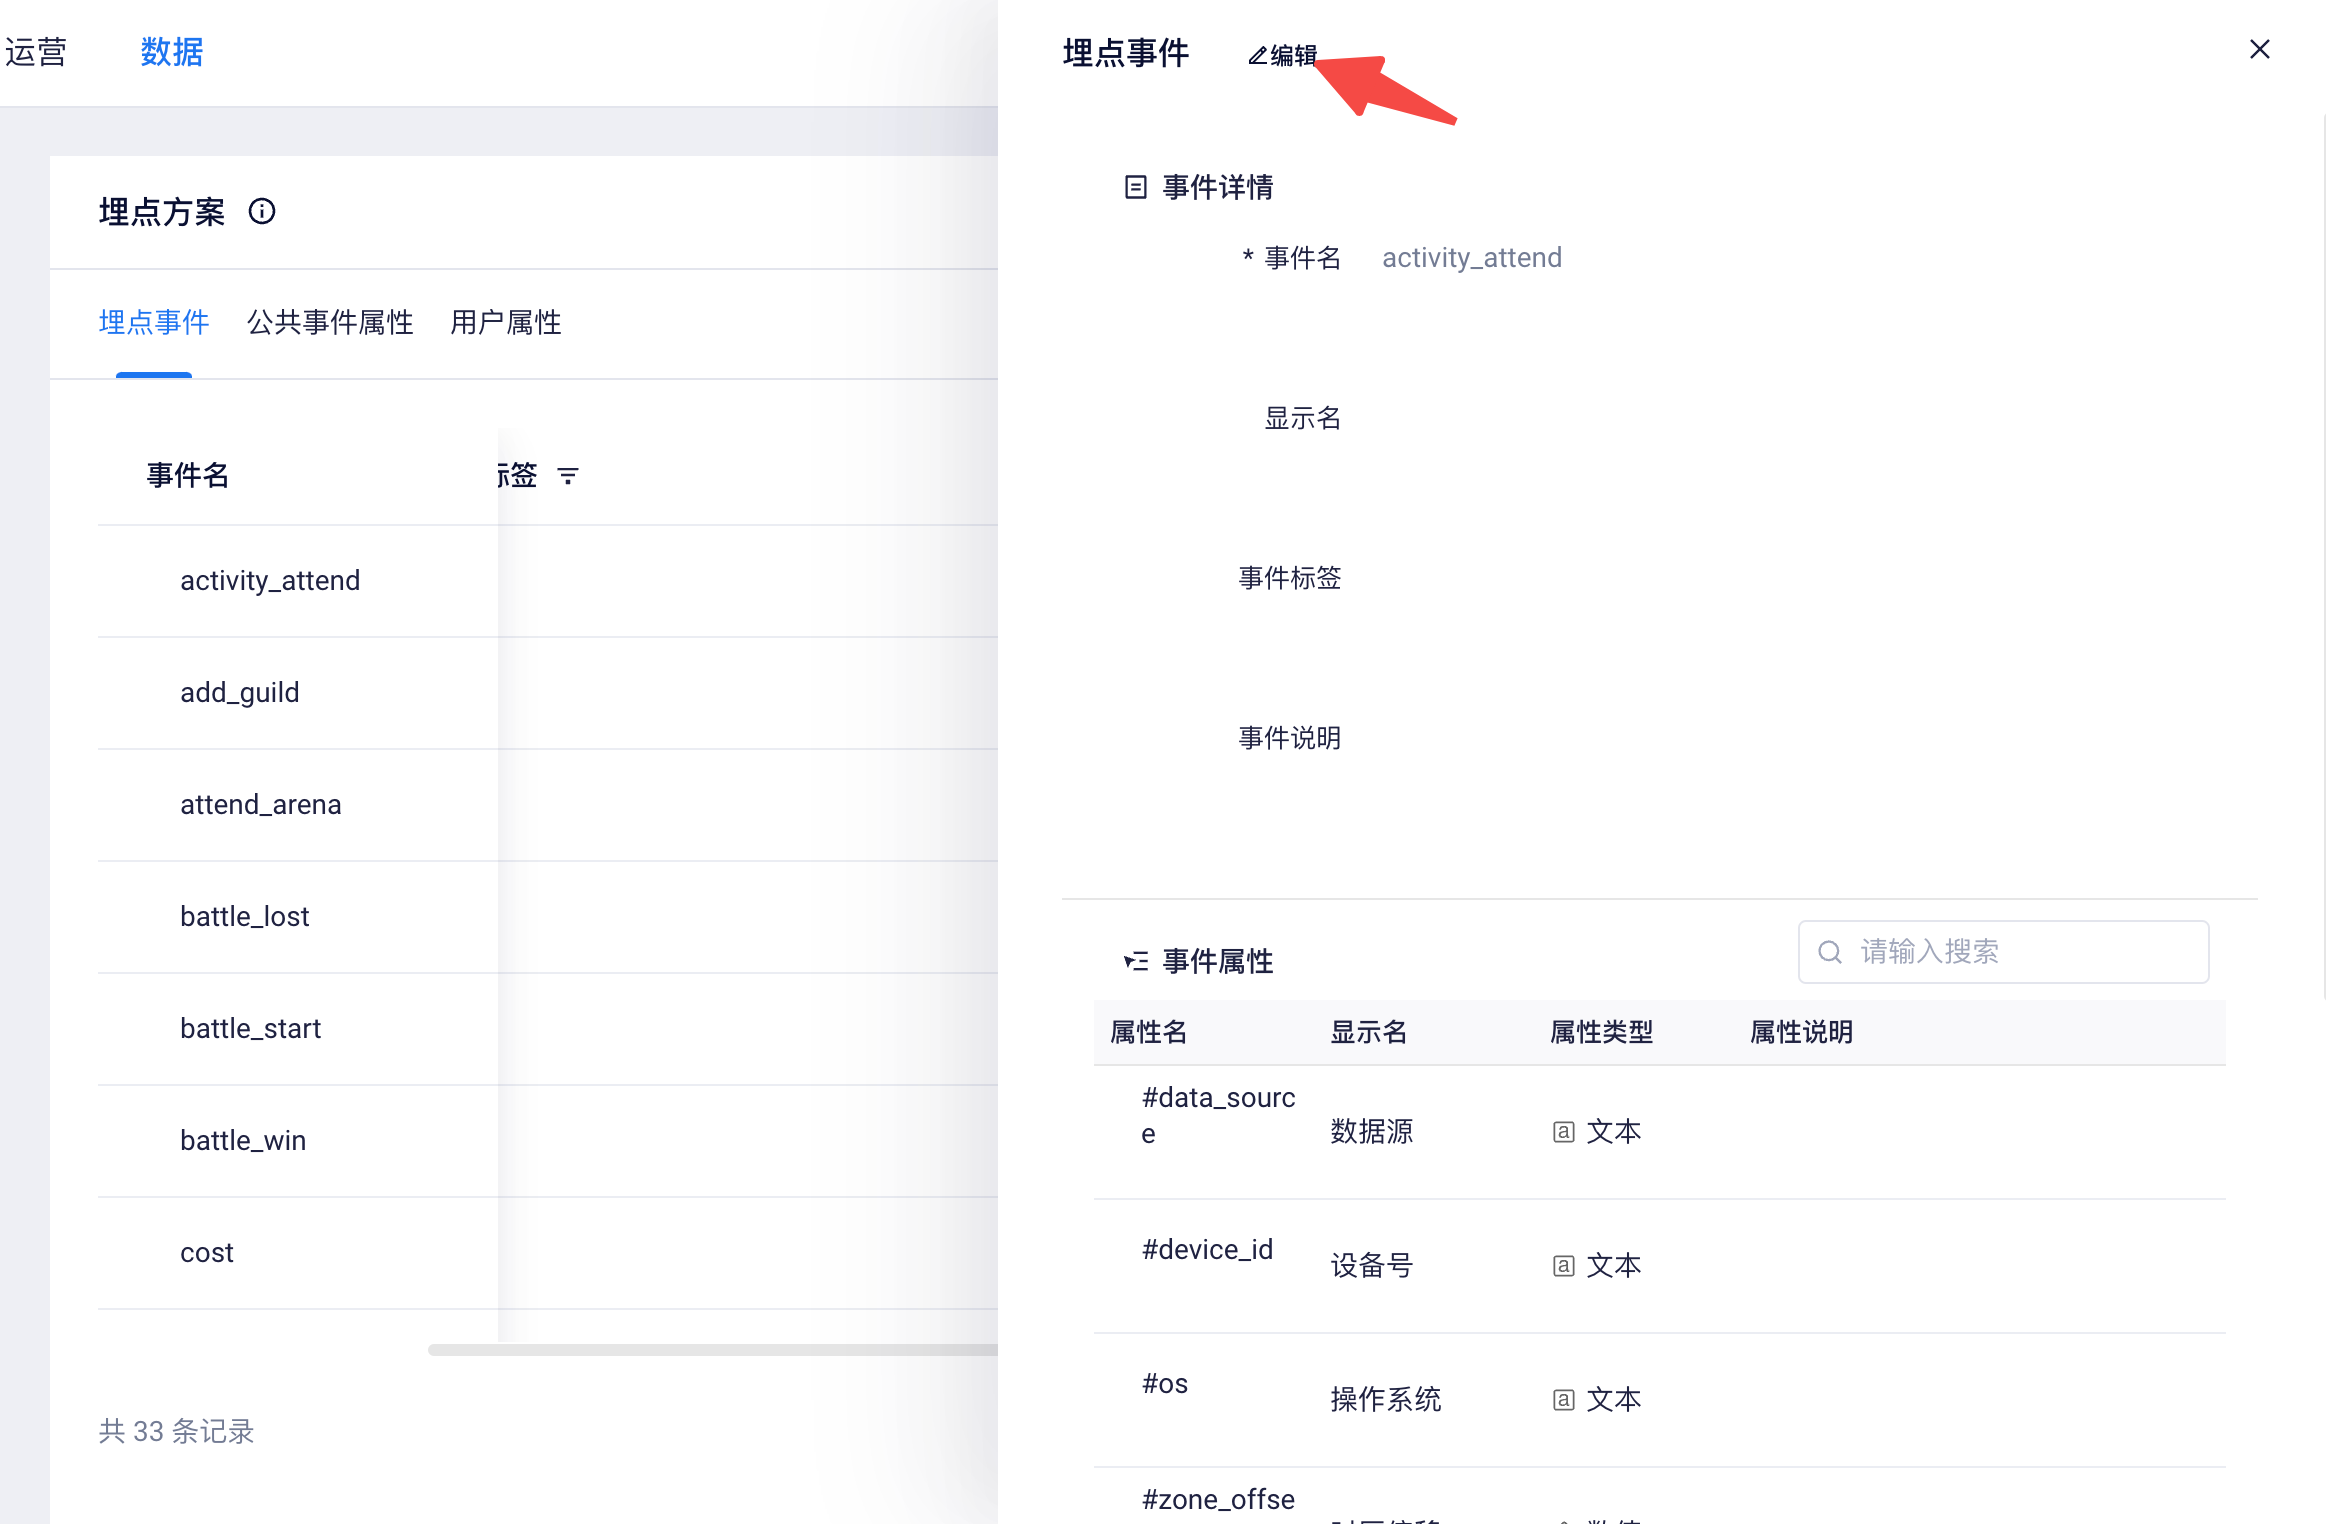 运营
数据
埋点方案
埋点事件
公共事件属性
用户属性
事件名
标签
activity_attend
add_guild
attend_arena
battle_lost
battle_start
battle_win
cost
共 33 条记录
埋点事件
编辑
事件详情
* 事件名 activity_attend
显示名
事件标签
事件说明
事件属性
请输入搜索
属性名 显示名 属性类型 属性说明
#data_sourc
e
数据源 a 文本
#device_id 设备号 a 文本
#os 操作系统 a 文本
#zone_offse